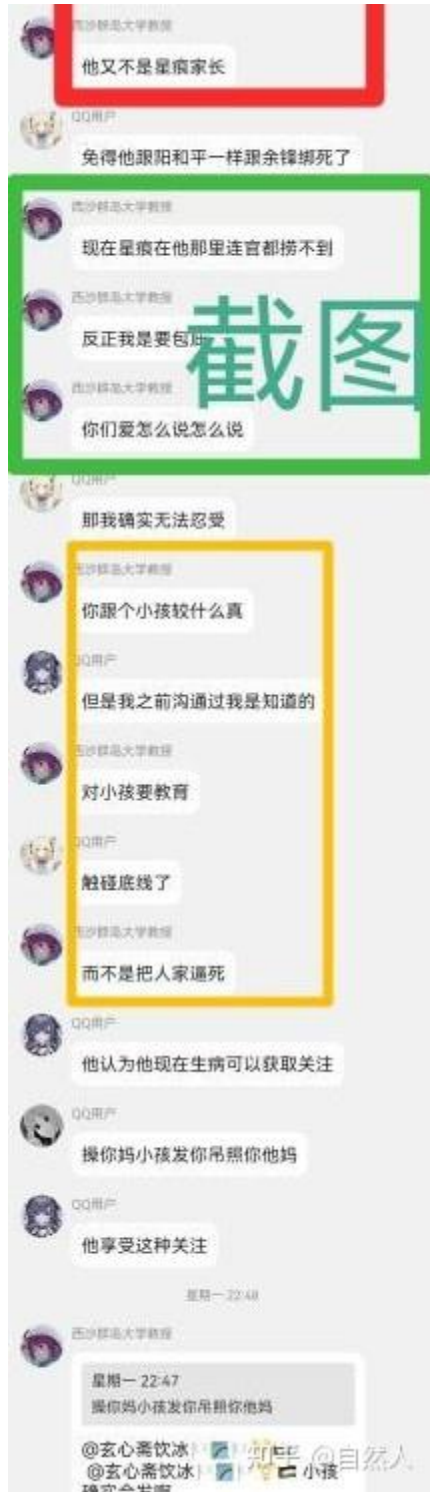 西沙群岛大学教授
他又不是星痕家长
QQ用户
免得他跟阳和平一样跟余锋绑死了
西沙群岛大学教授
现在星痕在他那里连官都捞不到
西沙群岛大学教授
反正我是要包庇
截图
西沙群岛大学教授
你们爱怎么说怎么说
QQ用户
那我确实无法忍受
西沙群岛大学教授
你跟个小孩较什么真
QQ用户
但是我之前沟通过我是知道的
西沙群岛大学教授
对小孩要教育
QQ用户
触碰底线了
西沙群岛大学教授
而不是把人家逼死
QQ用户
他认为他现在生病可以获取关注
QQ用户
操你妈小孩发你吊照你他妈
QQ用户
他享受这种关注
星期一 22:48
西沙群岛大学教授
星期一 22:47
操你妈小孩发你吊照你他妈
@玄心斋饮冰
@玄心斋饮冰 小孩
确实会发啊
知乎 @自然人